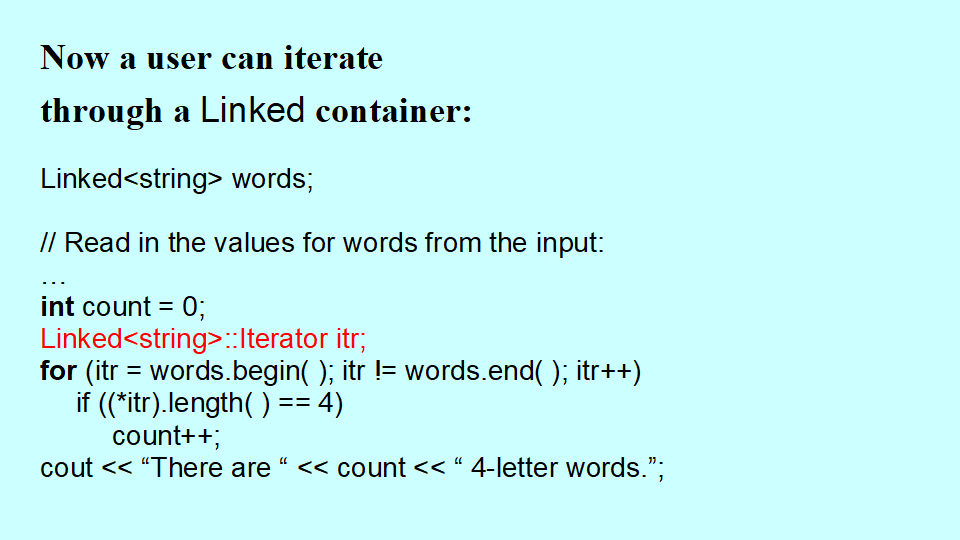 Now a user can iterate
through a Linked container:
Linked<string> words;
// Read in the values for words from the input:
…
int count = 0;
Linked<string>::Iterator itr;
for (itr = words.begin( ); itr != words.end( ); itr++)
if ((*itr).length( ) == 4)
count++;
cout << “There are “ << count << “ 4-letter words.”;